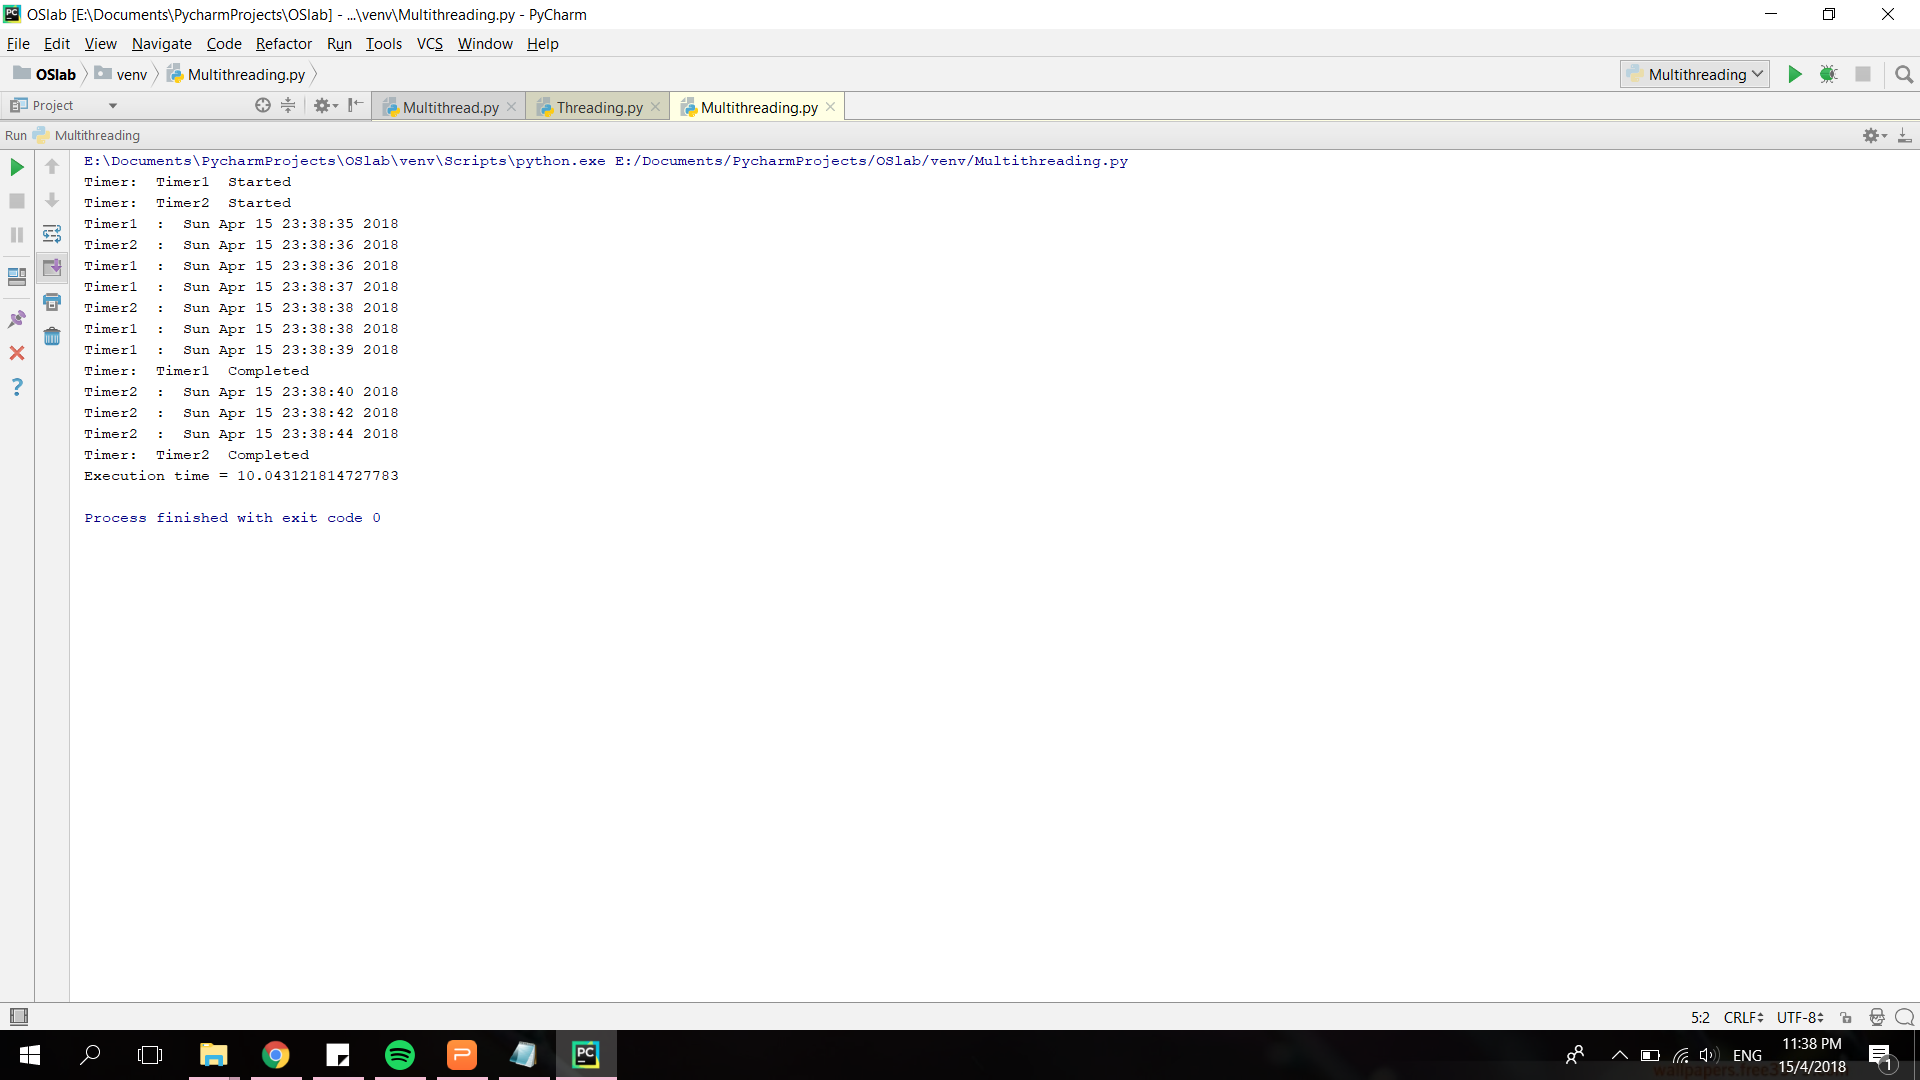 OSlab [E:\Documents\PycharmProjects\OSlab] - ...\venv\Multithreading.py - PyCharm
File Edit View Navigate Code Refactor Run Tools VCS Window Help
OSlab venv Multithreading.py Multithreading
Project Multithread.py Threading.py Multithreading.py
Run Multithreading
E:\Documents\PycharmProjects\OSlab\venv\Scripts\python.exe E:/Documents/PycharmProjects/OSlab/venv/Multithreading.py
Timer:  Timer1  Started
Timer:  Timer2  Started
Timer1  :  Sun Apr 15 23:38:35 2018
Timer2  :  Sun Apr 15 23:38:36 2018
Timer1  :  Sun Apr 15 23:38:36 2018
Timer1  :  Sun Apr 15 23:38:37 2018
Timer2  :  Sun Apr 15 23:38:38 2018
Timer1  :  Sun Apr 15 23:38:38 2018
Timer1  :  Sun Apr 15 23:38:39 2018
Timer:  Timer1  Completed
Timer2  :  Sun Apr 15 23:38:40 2018
Timer2  :  Sun Apr 15 23:38:42 2018
Timer2  :  Sun Apr 15 23:38:44 2018
Timer:  Timer2  Completed
Execution time = 10.043121814727783
Process finished with exit code 0
5:2 CRLF UTF-8
ENG 11:38 PM
15/4/2018 1